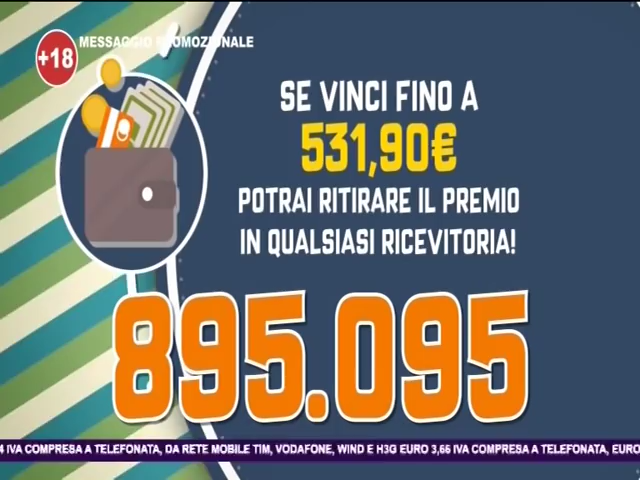 +18
MESSAGGIO PROMOZIONALE
SE VINCI FINO A
531,90€
POTRAI RITIRARE IL PREMIO
IN QUALSIASI RICEVITORIA!
895.095
4 IVA COMPRESA A TELEFONATA, DA RETE MOBILE TIM, VODAFONE, WIND E H3G EURO 3,66 IVA COMPRESA A TELEFONATA, EURO